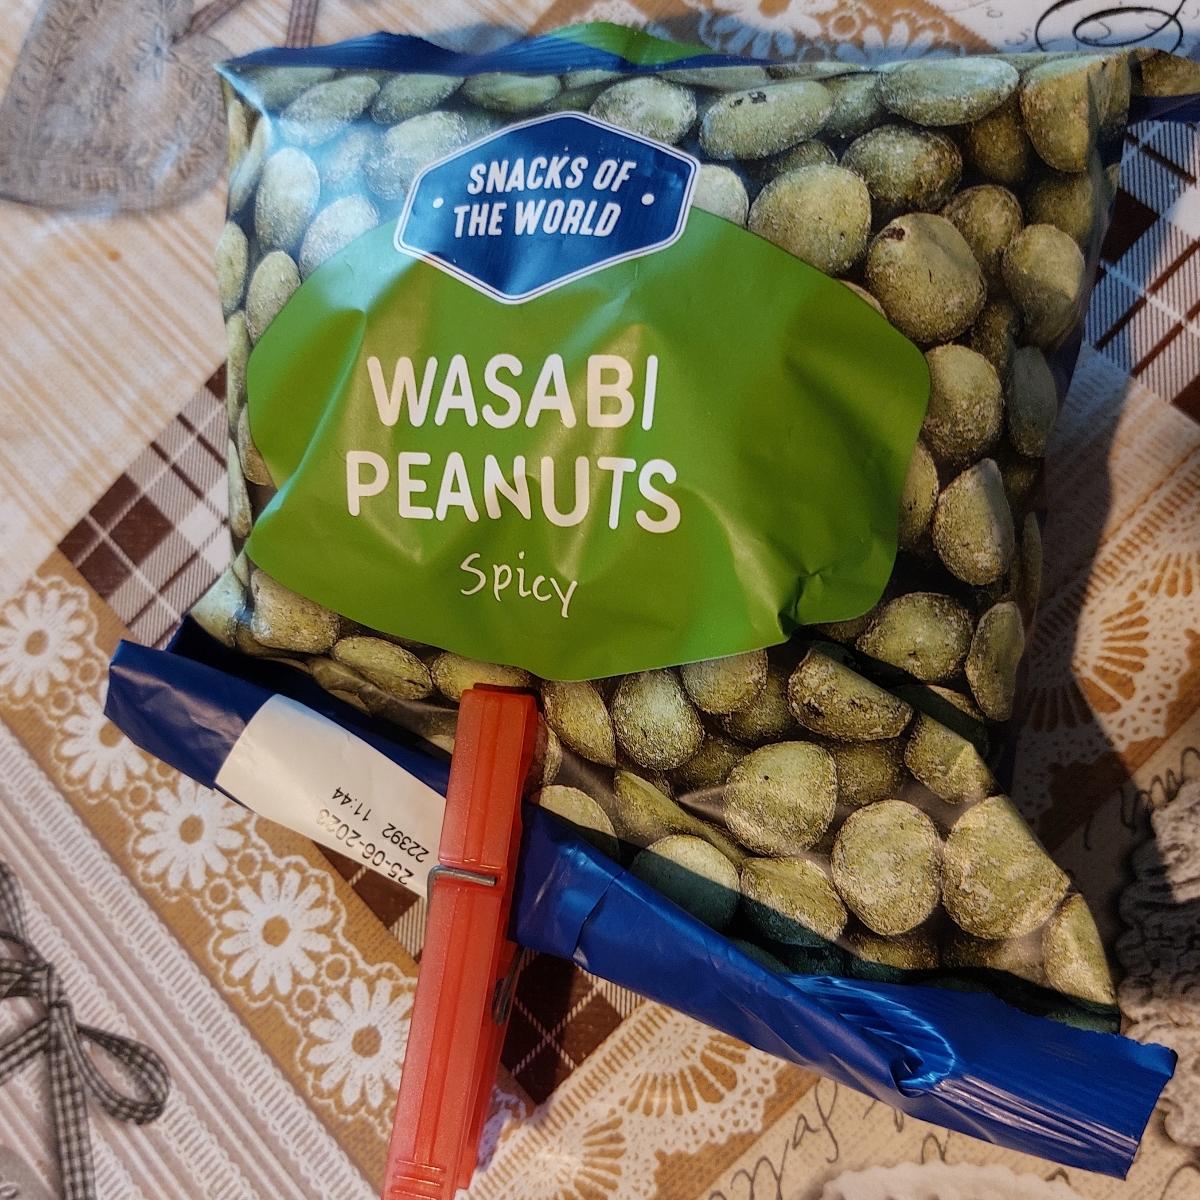 SNACKS OF
THE WORLD
WASABI
PEANUTS
Spicy
25-06-2023
22392 11:44